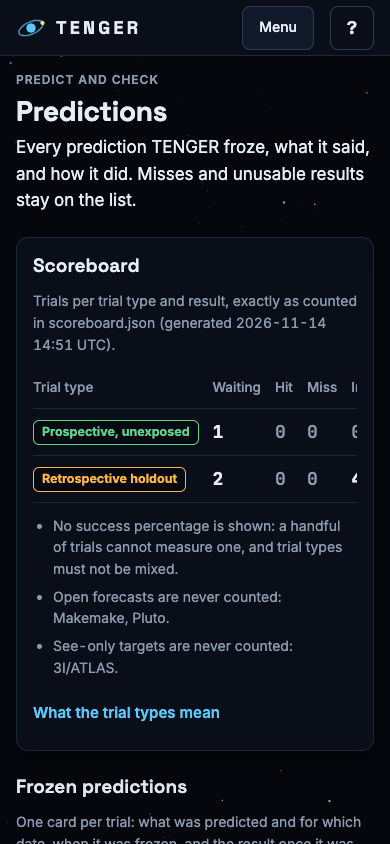 TENGER
Menu
?
PREDICT AND CHECK
Predictions
Every prediction TENGER froze, what it said,
and how it did. Misses and unusable results
stay on the list.
Scoreboard
Trials per trial type and result, exactly as counted
in scoreboard.json (generated 2026-11-14
14:51 UTC).
Trial type Waiting Hit Miss
Prospective, unexposed 1 0 0
Retrospective holdout 2 0 0
• No success percentage is shown: a handful
of trials cannot measure one, and trial types
must not be mixed.
• Open forecasts are never counted:
Makemake, Pluto.
• See-only targets are never counted:
3I/ATLAS.
What the trial types mean
Frozen predictions
One card per trial: what was predicted and for which
date, when it was frozen, and the result once it was